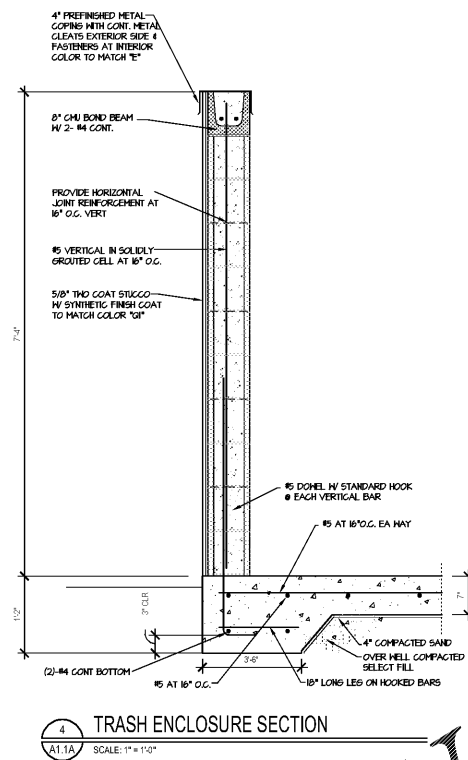 4" PREFINISHED METAL
COPING WITH CONT. METAL
CLEATS EXTERIOR SIDE &
FASTENERS AT INTERIOR
COLOR TO MATCH "E"
8" CMU BOND BEAM
W/ 2- #4 CONT.
PROVIDE HORIZONTAL
JOINT REINFORCEMENT AT
16" O.C. VERT
#5 VERTICAL IN SOLIDLY
GROUTED CELL AT 16" O.C.
5/8" TWO COAT STUCCO
W/ SYNTHETIC FINISH COAT
TO MATCH COLOR "G1"
7'-4"
#5 DOWEL W/ STANDARD HOOK
@ EACH VERTICAL BAR
#5 AT 16" O.C. EA WAY
1'-2"
3" CLR
7"
4" COMPACTED SAND
OVER WELL COMPACTED
SELECT FILL
(2)-#4 CONT BOTTOM
3'-6"
#5 AT 16" O.C.
18" LONG LEG ON HOOKED BARS
4
A1.1A
TRASH ENCLOSURE SECTION
SCALE: 1" = 1'-0"